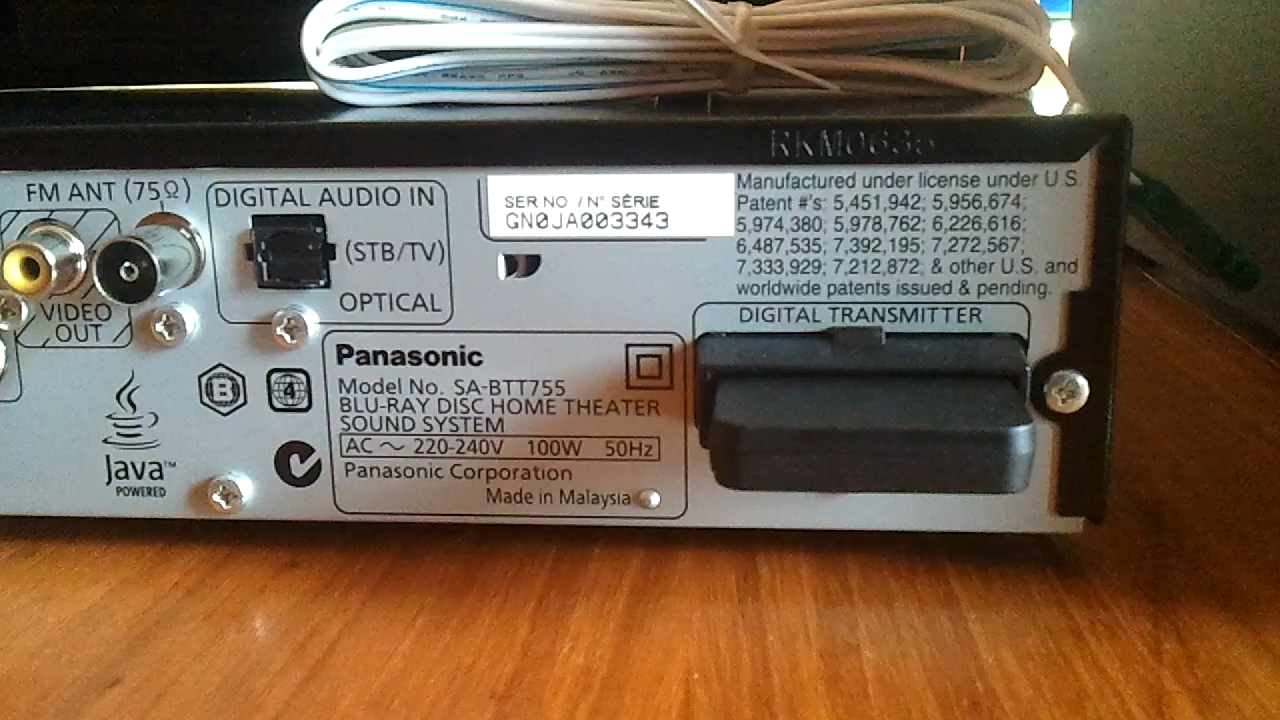 RKM0636
FM ANT (75Ω)
VIDEO
OUT
DIGITAL AUDIO IN
(STB/TV)
OPTICAL
SER NO / N° SÉRIE
GN0JA003343
Manufactured under license under U.S.
Patent #'s: 5,451,942; 5,956,674;
5,974,380; 5,978,762; 6,226,616;
6,487,535; 7,392,195; 7,272,567;
7,333,929; 7,212,872; & other U.S. and
worldwide patents issued & pending.
DIGITAL TRANSMITTER
Java™
POWERED
B
4
Panasonic
Model No. SA-BTT755
BLU-RAY DISC HOME THEATER
SOUND SYSTEM
AC ~ 220-240V 100W 50Hz
Panasonic Corporation
Made in Malaysia